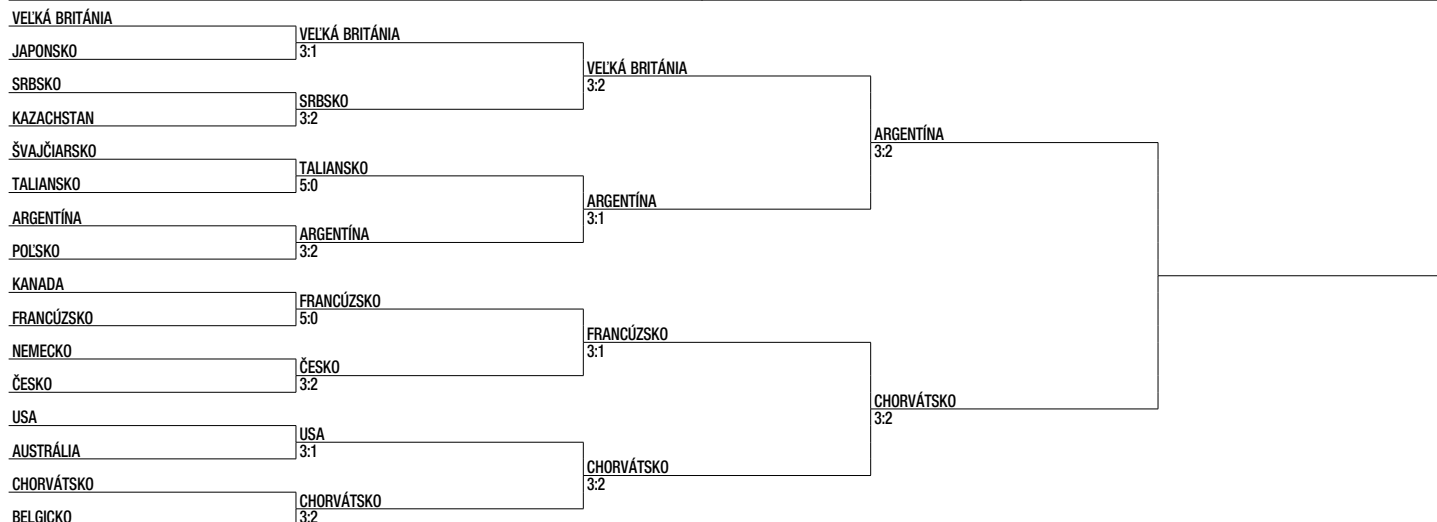 VEĽKÁ BRITÁNIA
JAPONSKO
SRBSKO
KAZACHSTAN
ŠVAJČIARSKO
TALIANSKO
ARGENTÍNA
POĽSKO
KANADA
FRANCÚZSKO
NEMECKO
ČESKO
USA
AUSTRÁLIA
CHORVÁTSKO
BELGICKO
VEĽKÁ BRITÁNIA
3:1
SRBSKO
3:2
TALIANSKO
5:0
ARGENTÍNA
3:2
FRANCÚZSKO
5:0
ČESKO
3:2
USA
3:1
CHORVÁTSKO
3:2
VEĽKÁ BRITÁNIA
3:2
ARGENTÍNA
3:1
FRANCÚZSKO
3:1
CHORVÁTSKO
3:2
ARGENTÍNA
3:2
CHORVÁTSKO
3:2